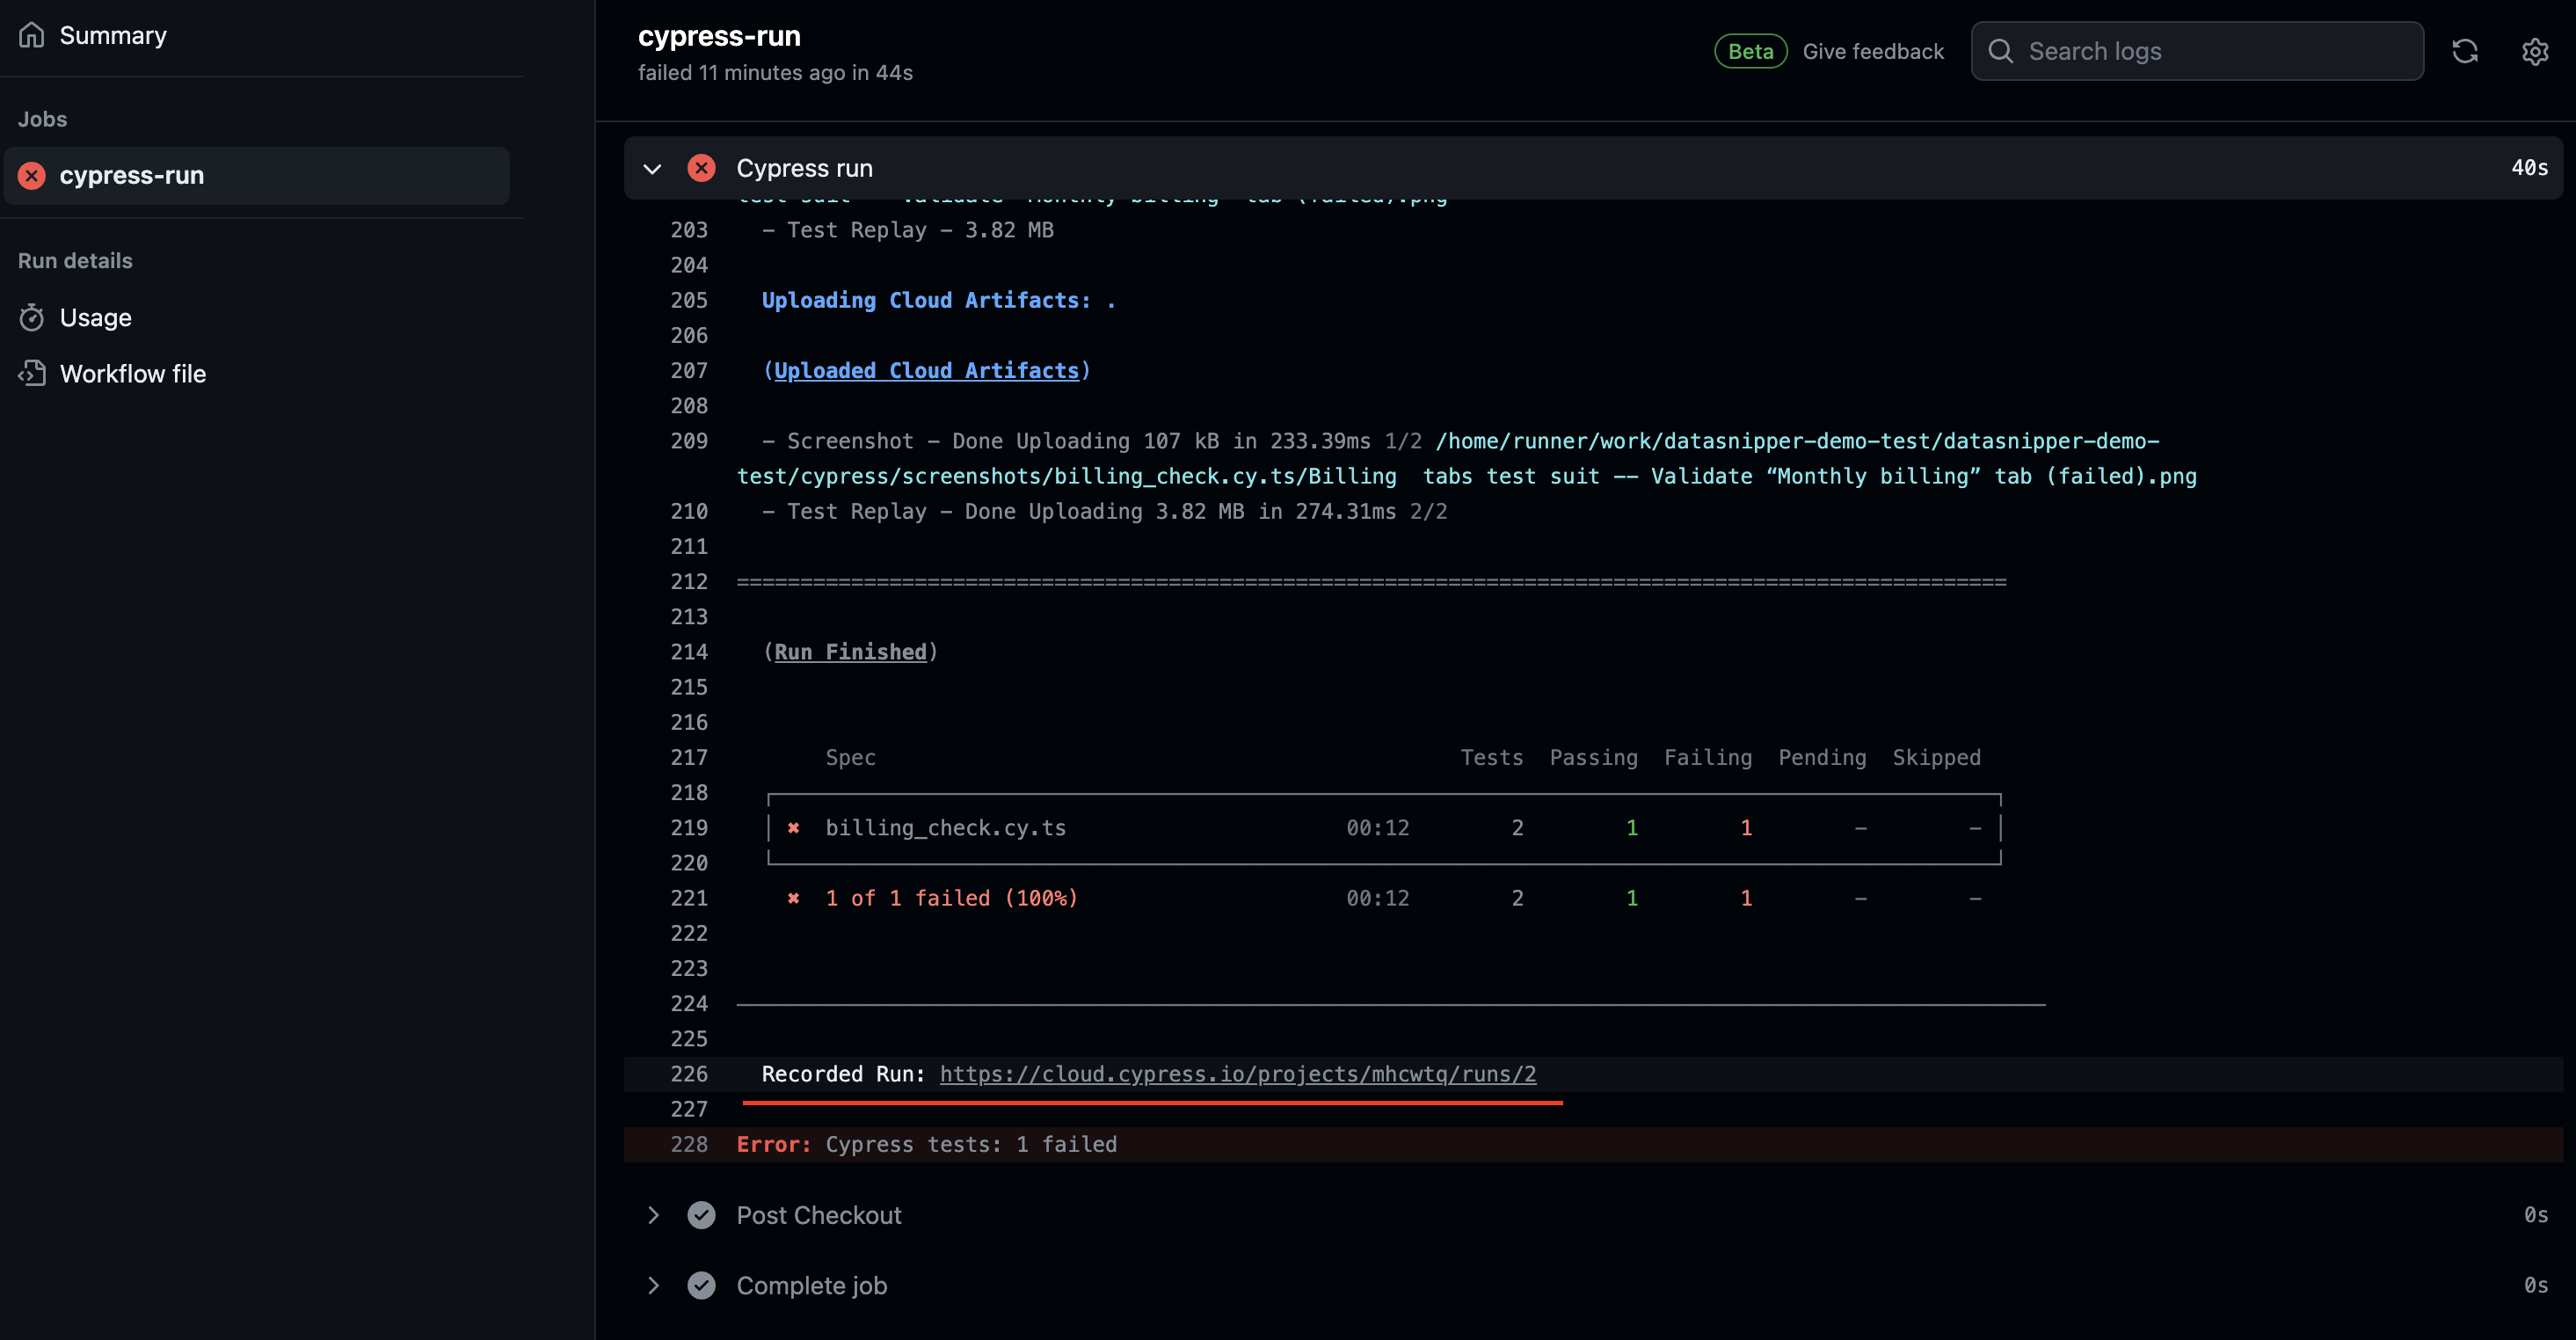 Summary
Jobs
cypress-run
Run details
Usage
Workflow file
cypress-run
failed 11 minutes ago in 44s
Beta Give feedback Search logs
Cypress run 40s
test suit -- Validate “Monthly billing” tab (failed).png
203 - Test Replay - 3.82 MB
204
205 Uploading Cloud Artifacts: .
206
207 (Uploaded Cloud Artifacts)
208
209 - Screenshot - Done Uploading 107 kB in 233.39ms 1/2 /home/runner/work/datasnipper-demo-test/datasnipper-demo-
test/cypress/screenshots/billing_check.cy.ts/Billing  tabs test suit -- Validate “Monthly billing” tab (failed).png
210 - Test Replay - Done Uploading 3.82 MB in 274.31ms 2/2
211
212 ====================================================================================================
213
214 (Run Finished)
215
216
217 Spec Tests Passing Failing Pending Skipped
218
219 ✖ billing_check.cy.ts 00:12 2 1 1 - -
220
221 ✖ 1 of 1 failed (100%) 00:12 2 1 1 - -
222
223
224
225
226 Recorded Run: https://cloud.cypress.io/projects/mhcwtq/runs/2
227
228 Error: Cypress tests: 1 failed
Post Checkout 0s
Complete job 0s